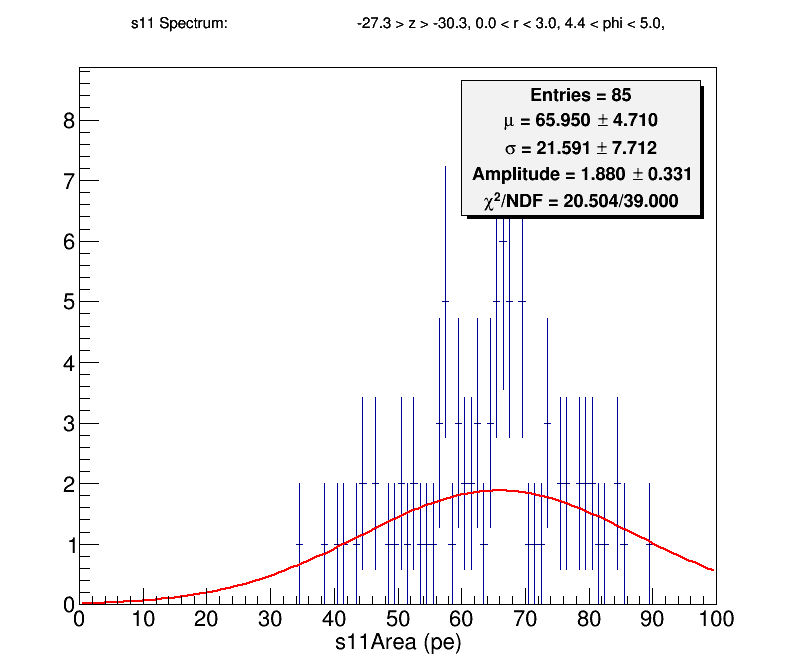 s11 Spectrum: -27.3 > z > -30.3, 0.0 < r < 3.0, 4.4 < phi < 5.0,
Entries = 85
μ = 65.950 ± 4.710
σ = 21.591 ± 7.712
Amplitude = 1.880 ± 0.331
χ²/NDF = 20.504/39.000
8
7
6
5
4
3
2
1
0
0 10 20 30 40 50 60 70 80 90 100
s11Area (pe)